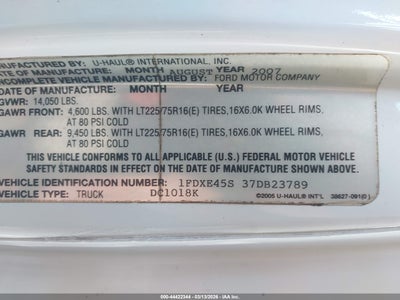 MANUFACTURED BY: U-HAUL® INTERNATIONAL, INC.
DATE OF MANUFACTURE: MONTH AUGUST YEAR 2007
INCOMPLETE VEHICLE MANUFACTURED BY: FORD MOTOR COMPANY
DATE OF MANUFACTURE: MONTH YEAR
GVWR: 14,050 LBS.
GAWR FRONT: 4,600 LBS. WITH LT225/75R16(E) TIRES,16X6.0K WHEEL RIMS,
AT 80 PSI COLD
GAWR REAR: 9,450 LBS. WITH LT225/75R16(E) TIRES,16X6.0K WHEEL RIMS,
AT 80 PSI COLD
THIS VEHICLE CONFORMS TO ALL APPLICABLE U.S. FEDERAL MOTOR VEHICLE
SAFETY STANDARDS IN EFFECT ON THE DATE OF MANUFACTURE SHOWN ABOVE.
VEHICLE IDENTIFICATION NUMBER: 1FDXE45S 37DB23789
VEHICLE TYPE: TRUCK DC1018K
©2005 U-HAUL® INT'L 38627-091( )
000-44422344 - 03/13/2026 - IAA, Inc.